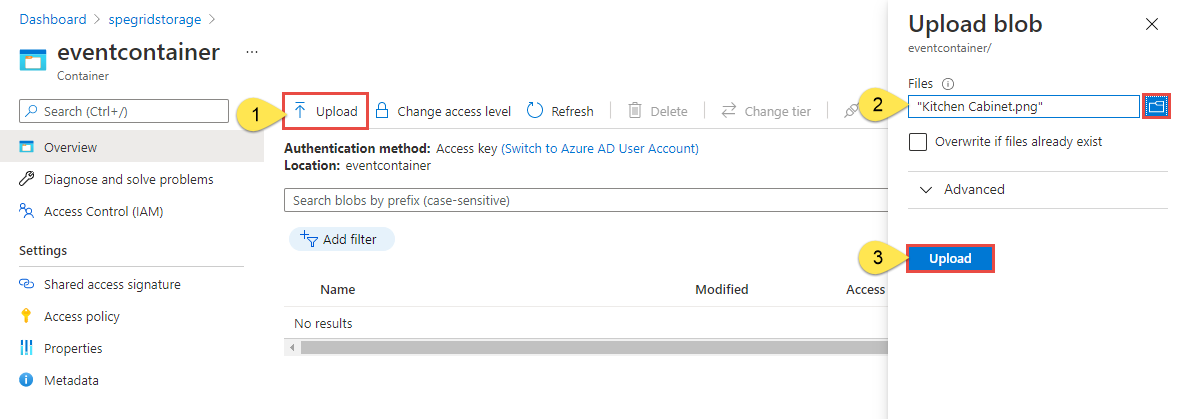 Dashboard > spegridstorage >
eventcontainer ...
Container
Search (Ctrl+/)
Overview
Diagnose and solve problems
Access Control (IAM)
Settings
Shared access signature
Access policy
Properties
Metadata
1
Upload Change access level Refresh Delete Change tier
Authentication method: Access key (Switch to Azure AD User Account)
Location: eventcontainer
Search blobs by prefix (case-sensitive)
Add filter
Name Modified Access
No results
Upload blob
eventcontainer/
Files
2
"Kitchen Cabinet.png"
Overwrite if files already exist
Advanced
3
Upload